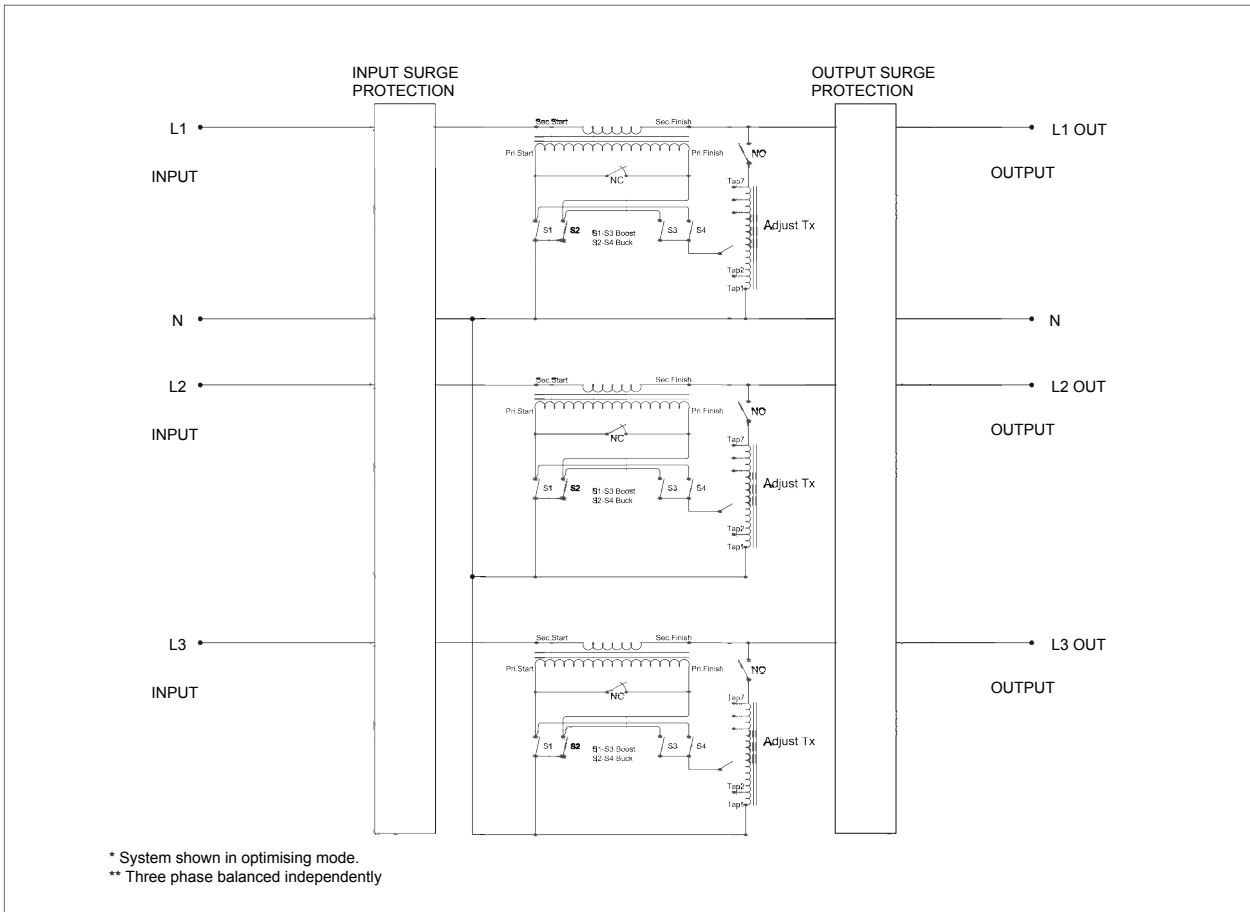 INPUT SURGE
PROTECTION
OUTPUT SURGE
PROTECTION
L1
Sec.Start
Sec.Finish
L1 OUT
Pri.Start
Pri.Finish
NO
INPUT
NC
Tap7
OUTPUT
S1
S2
S1-S3 Boost
S2-S4 Buck
S3
S4
Adjust Tx
Tap2
Tap1
N
N
L2
Sec.Start
Sec.Finish
L2 OUT
Pri.Start
Pri.Finish
NO
INPUT
NC
Tap7
OUTPUT
S1
S2
S1-S3 Boost
S2-S4 Buck
S3
S4
Adjust Tx
Tap2
Tap1
L3
Sec.Start
Sec.Finish
L3 OUT
Pri.Start
Pri.Finish
NO
INPUT
NC
Tap7
OUTPUT
S1
S2
S1-S3 Boost
S2-S4 Buck
S3
S4
Adjust Tx
Tap2
Tap1
* System shown in optimising mode.
** Three phase balanced independently